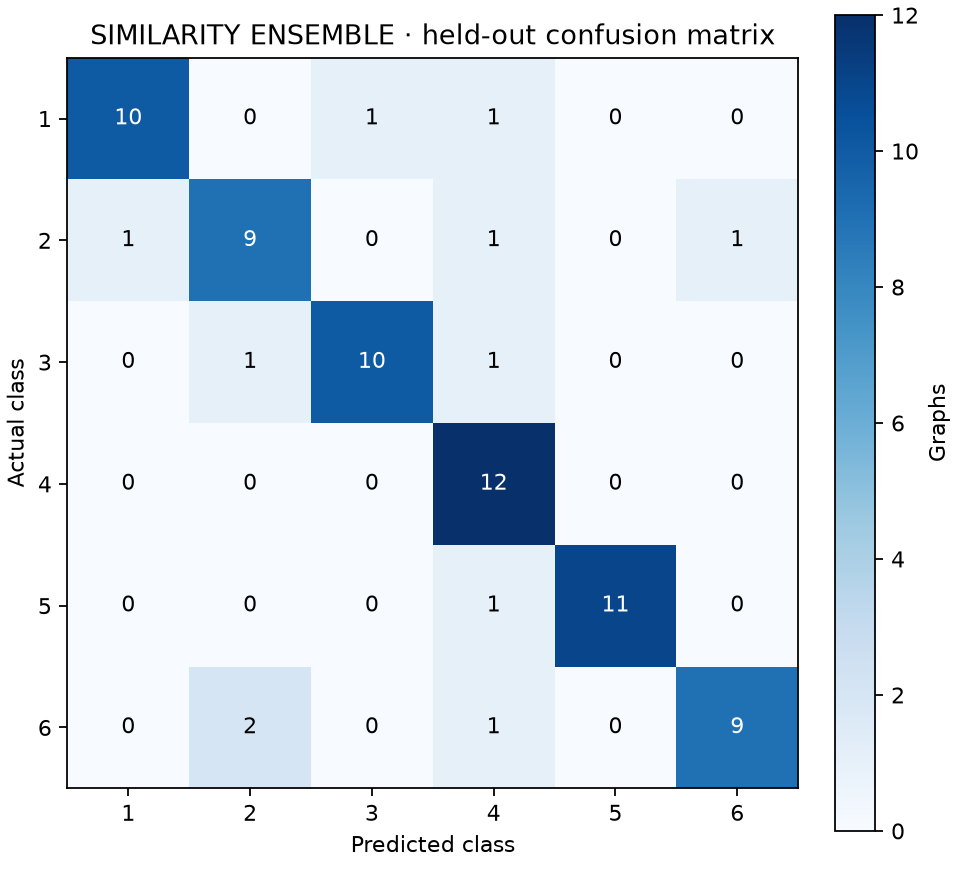 SIMILARITY ENSEMBLE · held-out confusion matrix
1 10 0 1 1 0 0
2 1 9 0 1 0 1
3 0 1 10 1 0 0
4 0 0 0 12 0 0
5 0 0 0 1 11 0
6 0 2 0 1 0 9
1 2 3 4 5 6
Predicted class
Actual class
12
10
8
6
4
2
0
Graphs